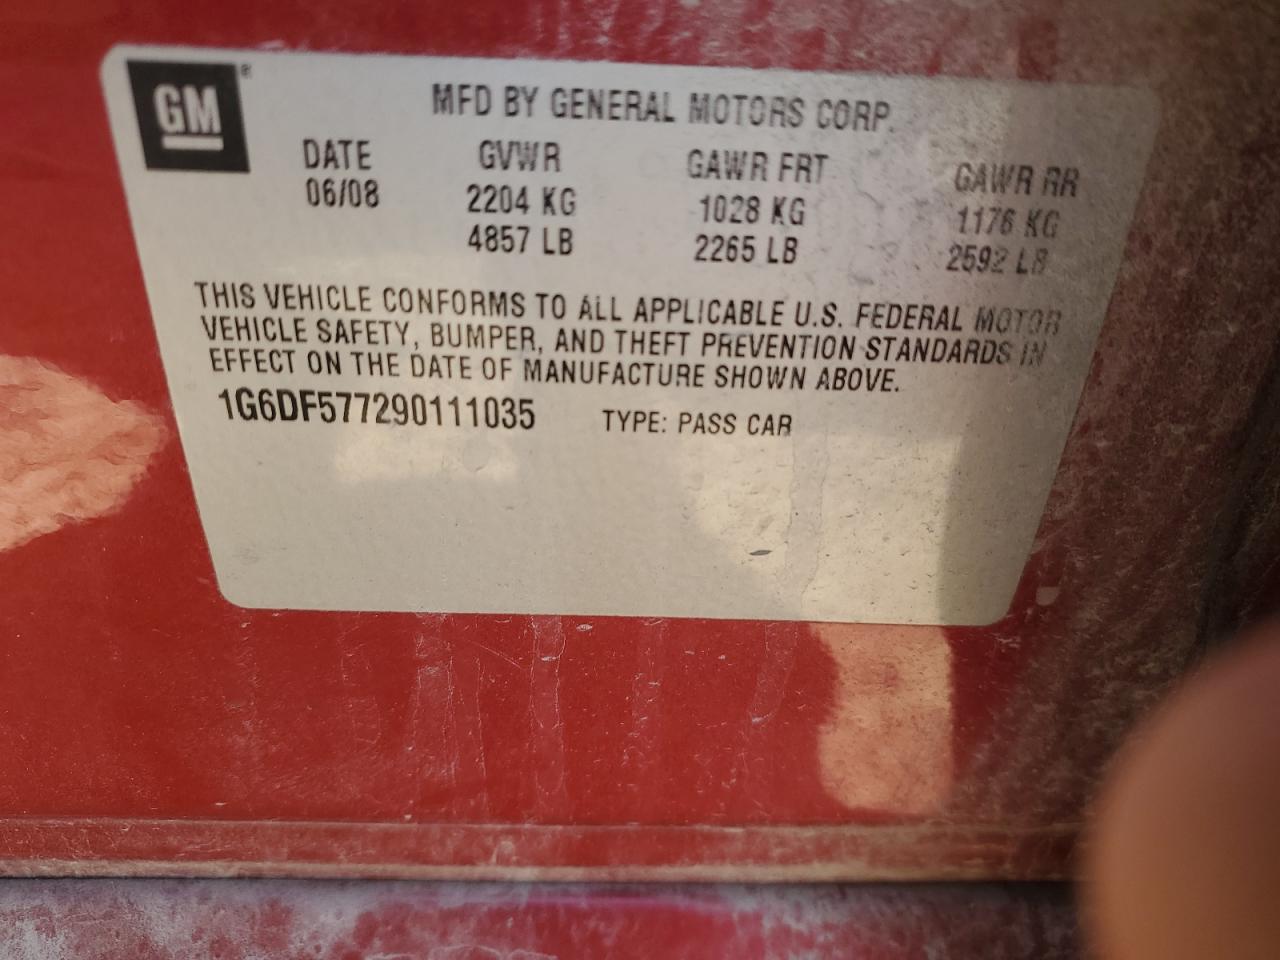 GM
MFD BY GENERAL MOTORS CORP.
DATE GVWR GAWR FRT GAWR RR
06/08 2204 KG 1028 KG 1176 KG
4857 LB 2265 LB 2592 LB
THIS VEHICLE CONFORMS TO ALL APPLICABLE U.S. FEDERAL MOTOR
VEHICLE SAFETY, BUMPER, AND THEFT PREVENTION STANDARDS IN
EFFECT ON THE DATE OF MANUFACTURE SHOWN ABOVE.
1G6DF577290111035 TYPE: PASS CAR